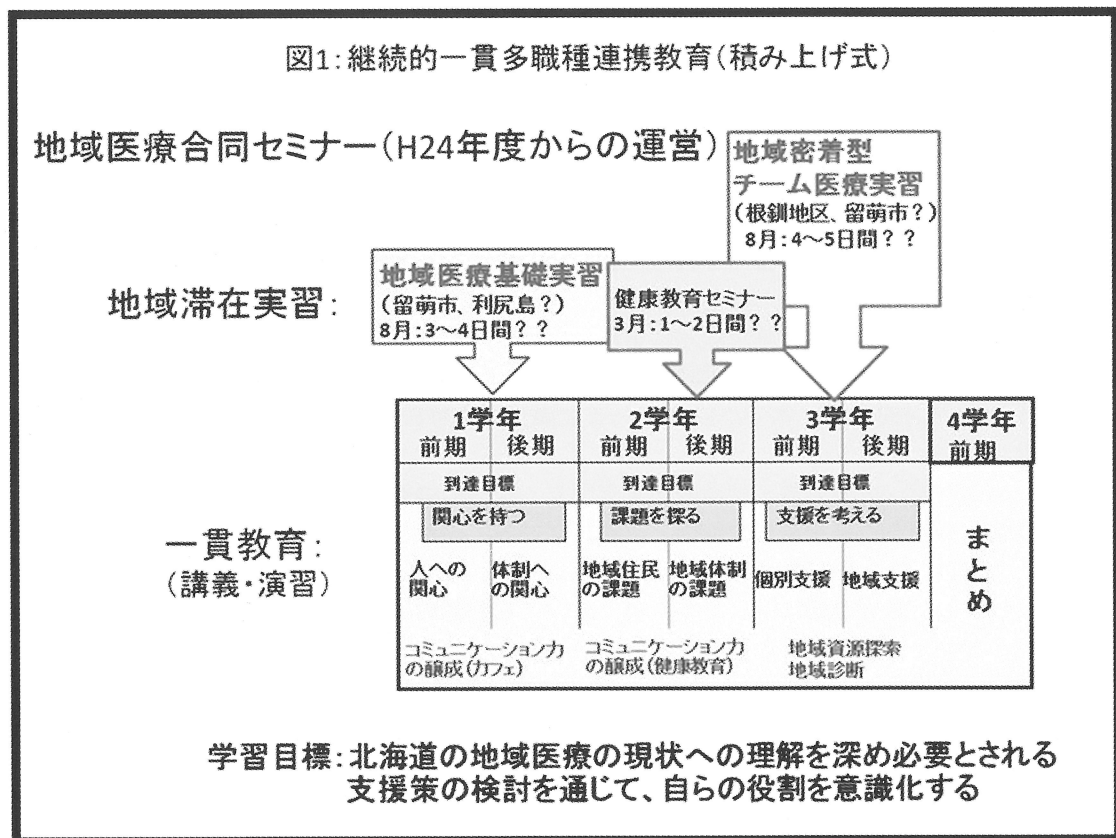 図1:継続的一貫多職種連携教育(積み上げ式)
地域医療合同セミナー(H24年度からの運営)
地域密着型
チーム医療実習
(根釧地区、留萌市?)
8月:4〜5日間??
地域滞在実習:
地域医療基礎実習
(留萌市、利尻島?)
8月:3〜4日間??
健康教育セミナー
3月:1〜2日間??
1学年 2学年 3学年 4学年
前期 後期 前期 後期 前期 後期 前期
到達目標 到達目標 到達目標
関心を持つ 課題を探る 支援を考える
一貫教育:
(講義・演習)
人への 体制へ 地域住民 地域体制
関心 の関心 の課題 の課題
個別支援 地域支援
まとめ
コミュニケーション力 コミュニケーション力 地域資源探索
の醸成(カフェ) の醸成(健康教育) 地域診断
学習目標:北海道の地域医療の現状への理解を深め必要とされる
支援策の検討を通じて、自らの役割を意識化する